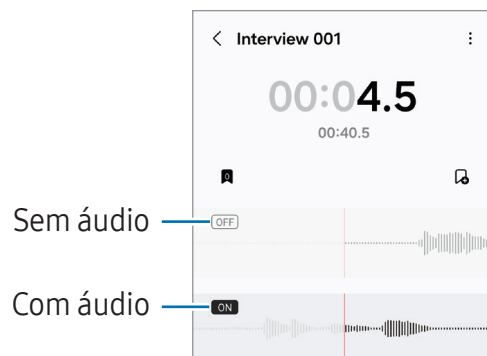 Interview 001
00:04.5
00:40.5
0
Sem áudio
OFF
Com áudio
ON